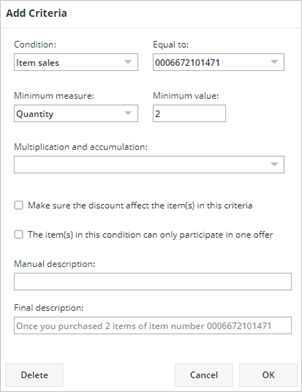 Add Criteria
Condition: Equal to:
Item sales 0006672101471
Minimum measure: Minimum value:
Quantity 2
Multiplication and accumulation:
Make sure the discount affect the item(s) in this criteria
The item(s) in this condition can only participate in one offer
Manual description:
Final description:
Once you purchased 2 items of item number 0006672101471
Delete Cancel OK